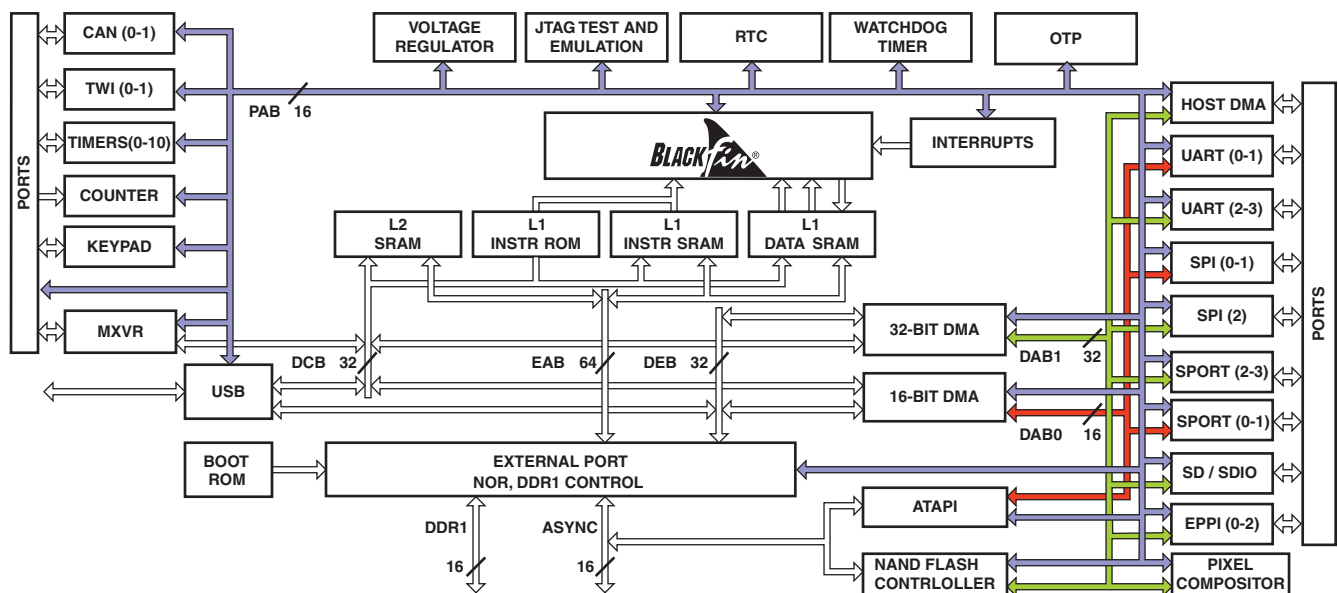 PORTS
CAN (0-1)
TWI (0-1)
TIMERS(0-10)
COUNTER
KEYPAD
MXVR
USB
PAB 16
VOLTAGE
REGULATOR
JTAG TEST AND
EMULATION
RTC
WATCHDOG
TIMER
OTP
BLACKfin®
INTERRUPTS
L2
SRAM
L1
INSTR ROM
L1
INSTR SRAM
L1
DATA SRAM
DCB 32
EAB 64
DEB 32
32-BIT DMA
16-BIT DMA
DAB1 32
DAB0 16
BOOT
ROM
EXTERNAL PORT
NOR, DDR1 CONTROL
DDR1
16
ASYNC
16
ATAPI
NAND FLASH
CONTRLOLLER
HOST DMA
UART (0-1)
UART (2-3)
SPI (0-1)
SPI (2)
SPORT (2-3)
SPORT (0-1)
SD / SDIO
EPPI (0-2)
PIXEL
COMPOSITOR
PORTS